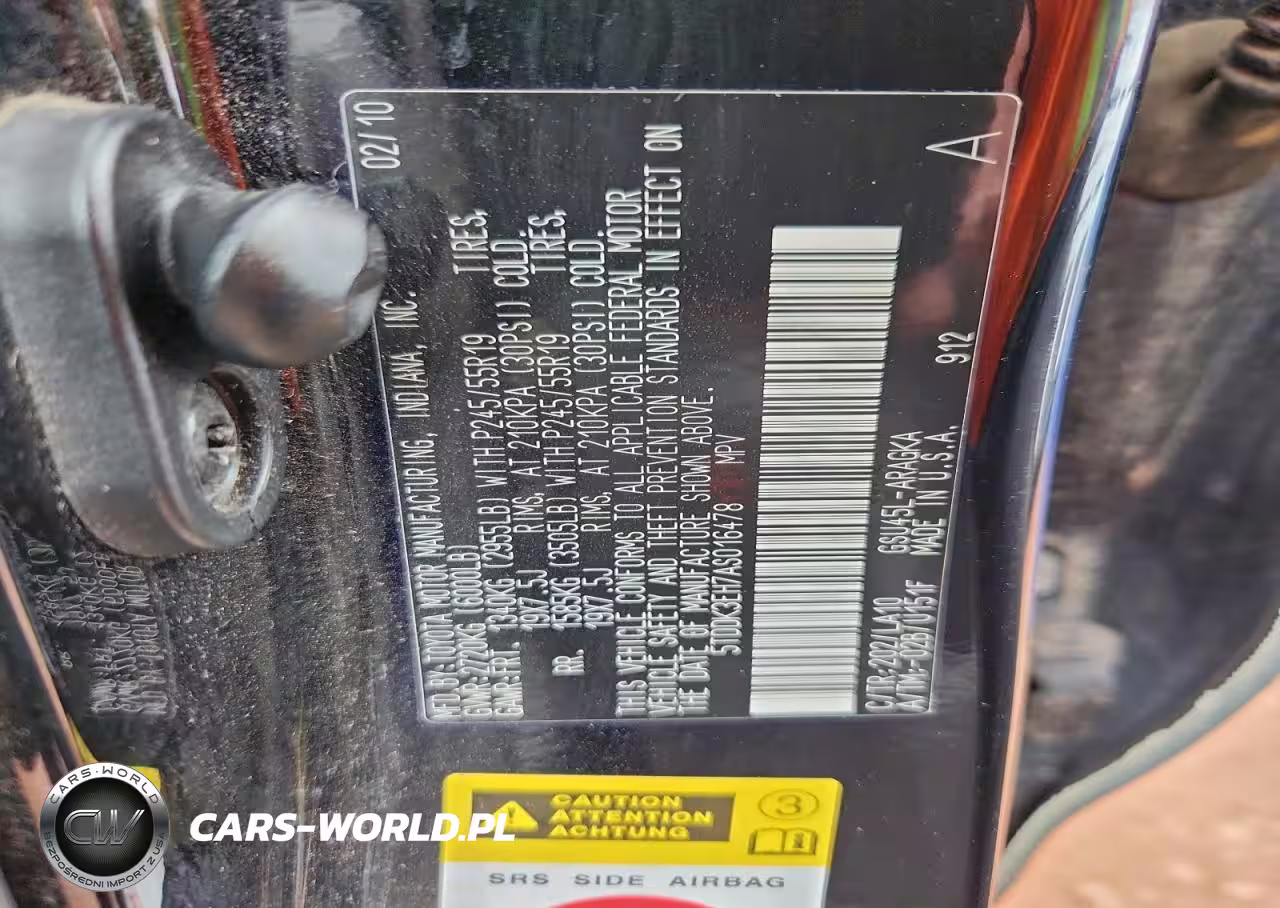 MFD.BY:TOYOTA MOTOR MANUFACTURING, INDIANA, INC. 02/10
GVWR:2720KG (6000LB)
GAWR:FRT. 1340KG (2955LB) WITH P245/55R19 TIRES,
19X7.5J RIMS, AT 210KPA (30PSI) COLD.
RR. 1585KG (3505LB) WITH P245/55R19 TIRES,
19X7.5J RIMS, AT 210KPA (30PSI) COLD.
THIS VEHICLE CONFORMS TO ALL APPLICABLE FEDERAL MOTOR
VEHICLE SAFETY AND THEFT PREVENTION STANDARDS IN EFFECT ON
THE DATE OF MANUFACTURE SHOWN ABOVE.
5TDDK3EH7AS016478 MPV
A
C/TR:202/LA10 GSU45L-ARAGKA
A/TM:-02B/U151F MADE IN U.S.A. 912
CAUTION
ATTENTION
ACHTUNG
3
SRS SIDE AIRBAG
CARS-WORLD
CW
BEZPOŚREDNI IMPORT Z USA
CARS-WORLD.PL